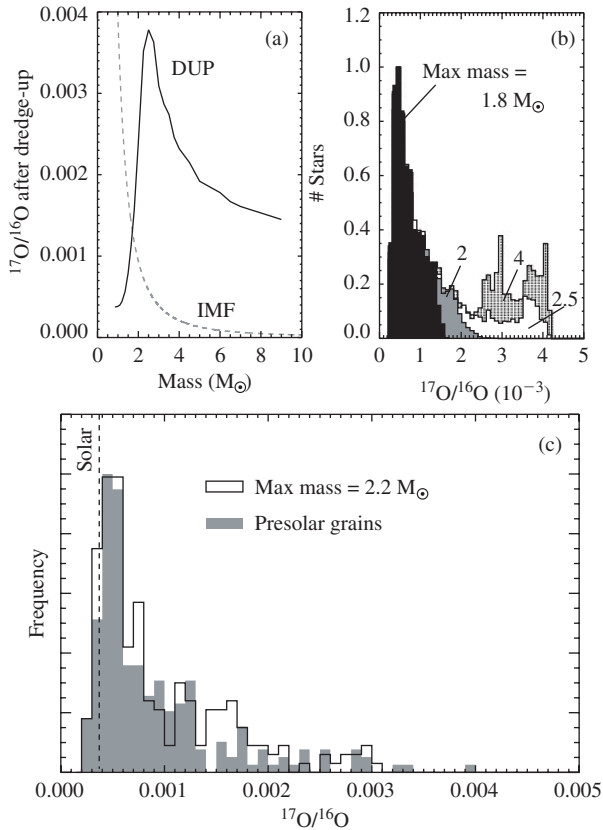 (a)
DUP
IMF
0.004
0.003
0.002
0.001
0.000
0 2 4 6 8 10
Mass (M☉)
¹⁷O/¹⁶O after dredge-up
(b)
Max mass =
1.8 M☉
2
4
2.5
1.2
1.0
0.8
0.6
0.4
0.2
0.0
0 1 2 3 4 5
¹⁷O/¹⁶O (10⁻³)
# Stars
(c)
Solar
Max mass = 2.2 M☉
Presolar grains
Frequency
0.000 0.001 0.002 0.003 0.004 0.005
¹⁷O/¹⁶O